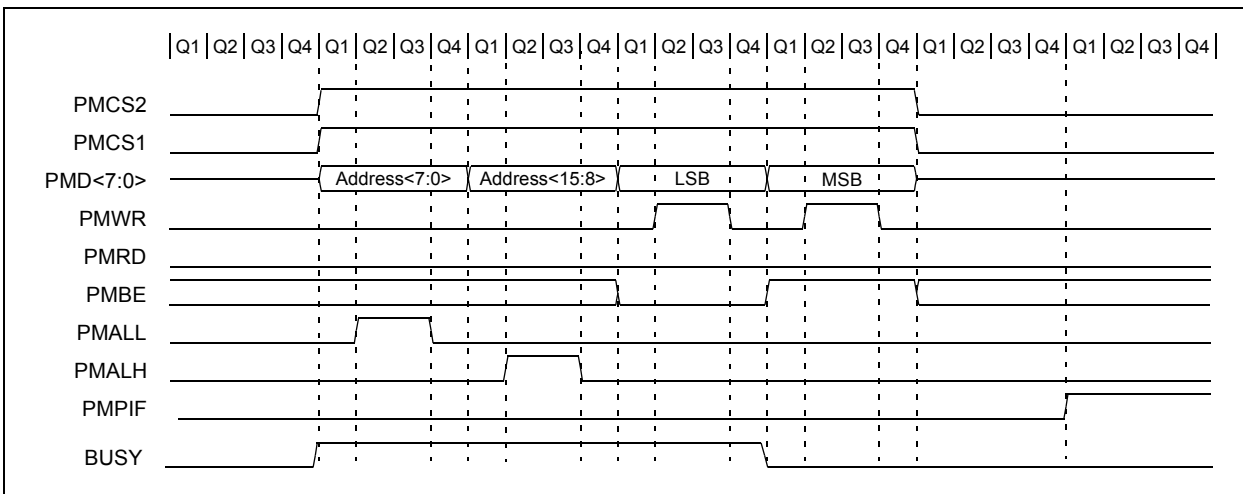 Q1 Q2 Q3 Q4 Q1 Q2 Q3 Q4 Q1 Q2 Q3 Q4 Q1 Q2 Q3 Q4 Q1 Q2 Q3 Q4 Q1 Q2 Q3 Q4 Q1 Q2 Q3 Q4
PMCS2
PMCS1
PMD<7:0> Address<7:0> Address<15:8> LSB MSB
PMWR
PMRD
PMBE
PMALL
PMALH
PMPIF
BUSY